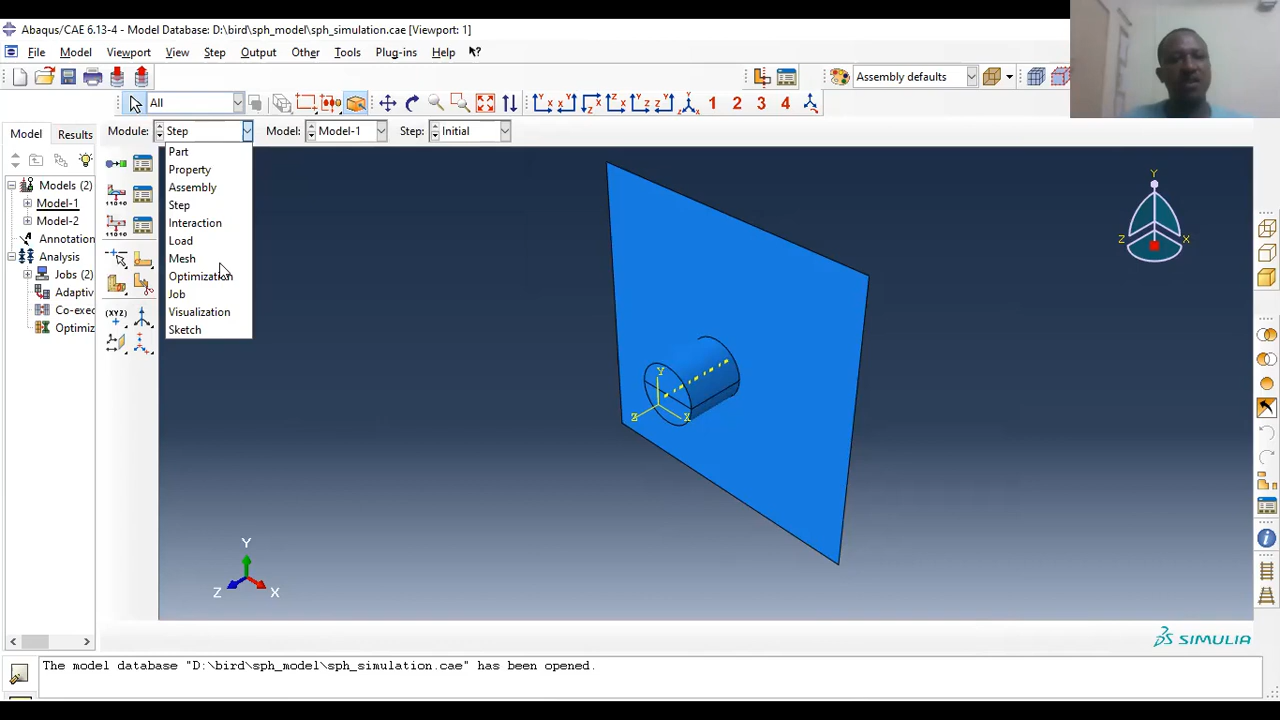 Abaqus/CAE 6.13-4 - Model Database: D:\bird\sph_model\sph_simulation.cae [Viewport: 1]
File Model Viewport View Step Output Other Tools Plug-ins Help
Assembly defaults
All
1 2 3 4
Model Results
Module: Step Model: Model-1 Step: Initial
Part
Property
Assembly
Step
Interaction
Load
Mesh
Optimization
Job
Visualization
Sketch
Models (2)
Model-1
Model-2
Annotation
Analysis
Jobs (2)
Adaptiv
Co-exec
Optimiz
(XYZ)
Y
Z X
Y
Z X
Y
Z X
SIMULIA
The model database "D:\bird\sph_model\sph_simulation.cae" has been opened.